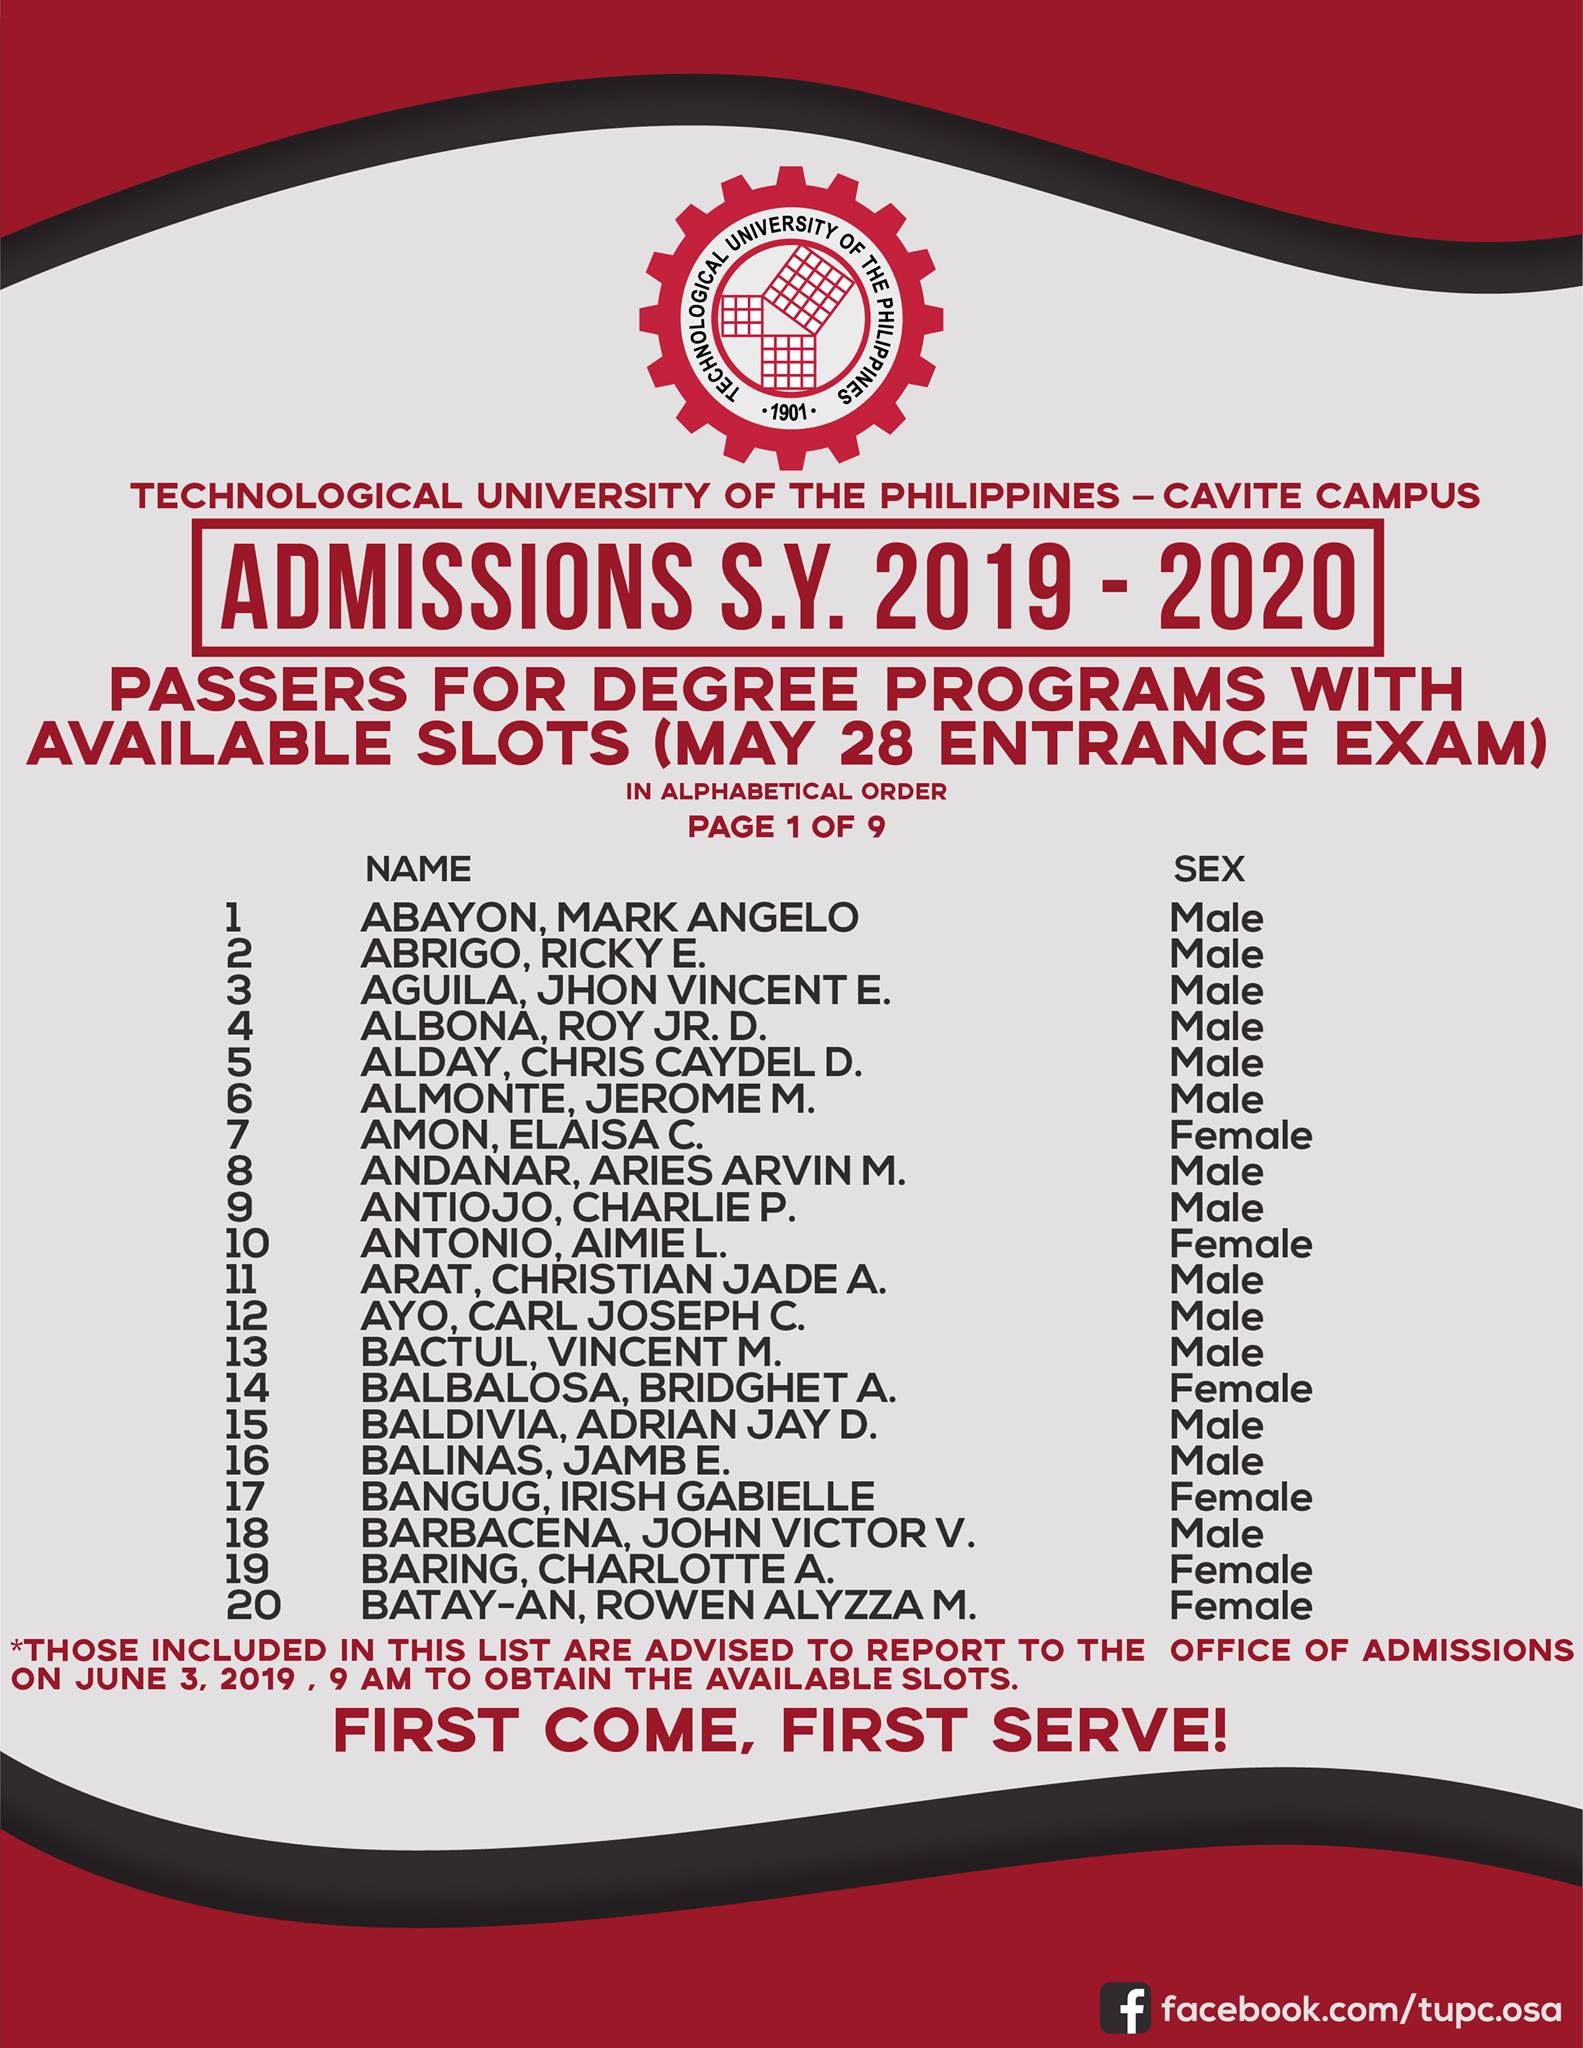 TECHNOLOGICAL UNIVERSITY OF THE PHILIPPINES
• 1901 •
TECHNOLOGICAL UNIVERSITY OF THE PHILIPPINES – CAVITE CAMPUS
ADMISSIONS S.Y. 2019 - 2020
PASSERS FOR DEGREE PROGRAMS WITH
AVAILABLE SLOTS (MAY 28 ENTRANCE EXAM)
IN ALPHABETICAL ORDER
PAGE 1 OF 9
NAME SEX
1 ABAYON, MARK ANGELO Male
2 ABRIGO, RICKY E. Male
3 AGUILA, JHON VINCENT E. Male
4 ALBONA, ROY JR. D. Male
5 ALDAY, CHRIS CAYDEL D. Male
6 ALMONTE, JEROME M. Male
7 AMON, ELAISA C. Female
8 ANDANAR, ARIES ARVIN M. Male
9 ANTIOJO, CHARLIE P. Male
10 ANTONIO, AIMIE L. Female
11 ARAT, CHRISTIAN JADE A. Male
12 AYO, CARL JOSEPH C. Male
13 BACTUL, VINCENT M. Male
14 BALBALOSA, BRIDGHET A. Female
15 BALDIVIA, ADRIAN JAY D. Male
16 BALINAS, JAMB E. Male
17 BANGUG, IRISH GABIELLE Female
18 BARBACENA, JOHN VICTOR V. Male
19 BARING, CHARLOTTE A. Female
20 BATAY-AN, ROWEN ALYZZA M. Female
*THOSE INCLUDED IN THIS LIST ARE ADVISED TO REPORT TO THE OFFICE OF ADMISSIONS
ON JUNE 3, 2019 , 9 AM TO OBTAIN THE AVAILABLE SLOTS.
FIRST COME, FIRST SERVE!
facebook.com/tupc.osa